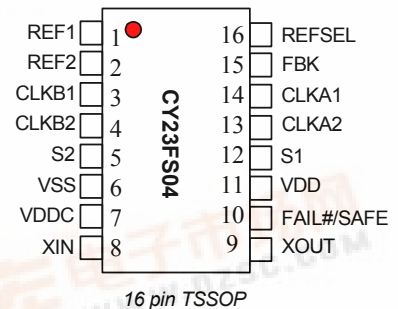 REF1 1 16 REFSEL
REF2 2 15 FBK
CLKB1 3 14 CLKA1
CLKB2 4 13 CLKA2
S2 5 12 S1
VSS 6 11 VDD
VDDC 7 10 FAIL#/SAFE
XIN 8 9 XOUT
CY23FS04
16 pin TSSOP